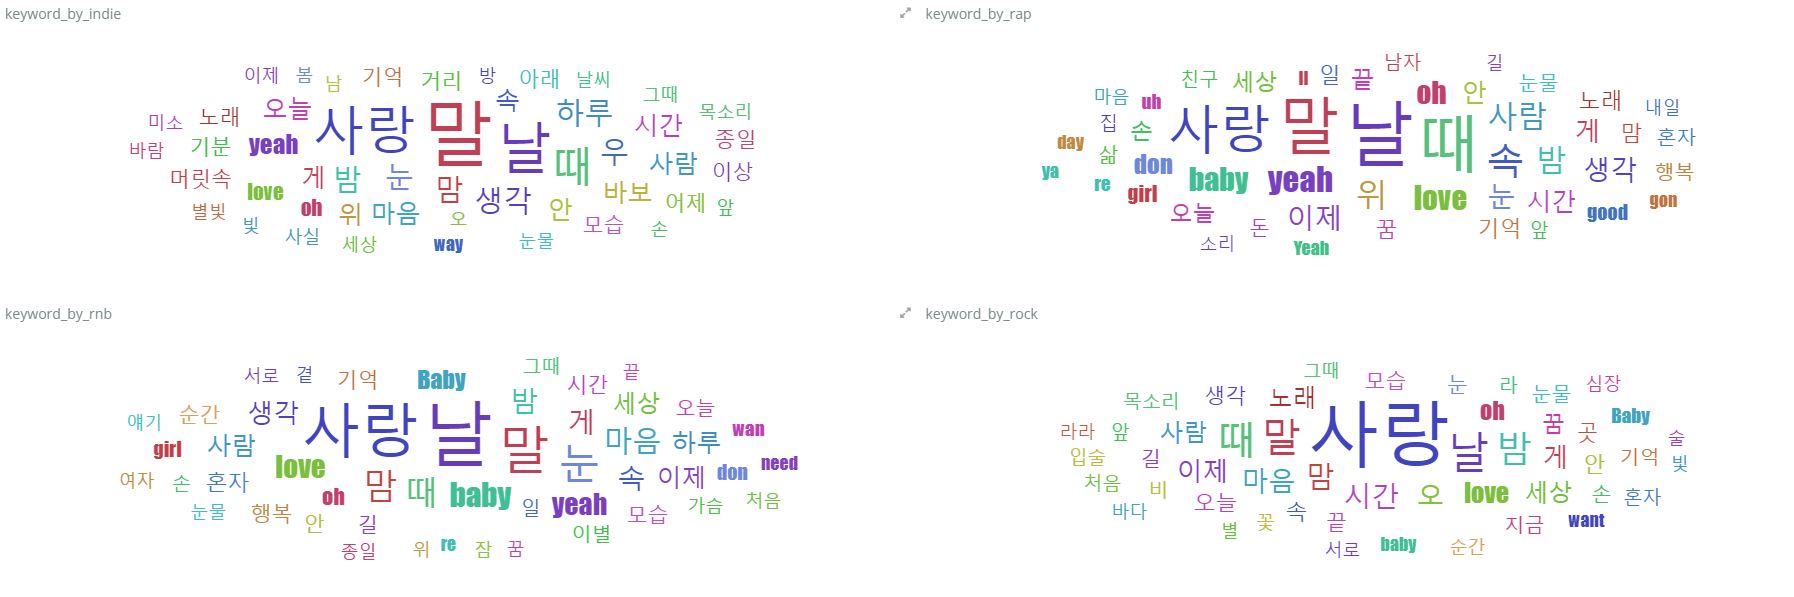 keyword_by_indie
이제 봄 남 기억 거리 방 아래 날씨
미소 노래 오늘 사랑 말 속 날 하루 그때 시간 목소리
바람 기분 yeah 때 우 사람 종일 이상
머릿속 love 게 밤 눈 맘 생각 안 바보 어제 앞
별빛 oh 위 마음 오 모습 손
빛 사실 세상 way 눈물
keyword_by_rap
친구 세상 ll 일 끝 남자 길 눈물
마음 uh 사랑 말 날 oh 안 때 사람 노래 내일
day 집 손 속 밤 게 맘 혼자
ya 삶 re don girl baby yeah 위 love 눈 시간 생각 행복
오늘 돈 이제 꿈 기억 앞 good gon
소리 Yeah
keyword_by_rnb
서로 곁 기억 Baby 그때 시간 끝
얘기 순간 생각 사랑 날 밤 말 게 세상 오늘
girl 사람 love 눈 마음 하루 wan
여자 손 혼자 oh 맘 때 baby 속 이제 don need
눈물 행복 안 길 일 yeah 모습 가슴 처음
종일 위 re 잠 꿈 이별
keyword_by_rock
목소리 생각 노래 그때 모습 눈 라 눈물 심장
라라 앞 사람 때 말 사랑 날 oh 밤 꿈 곳 Baby 술
입술 길 이제 마음 맘 게 안 기억 빛
처음 비 오늘 시간 오 love 세상 손 혼자
바다 별 꽃 속 끝 지금 want
서로 baby 순간